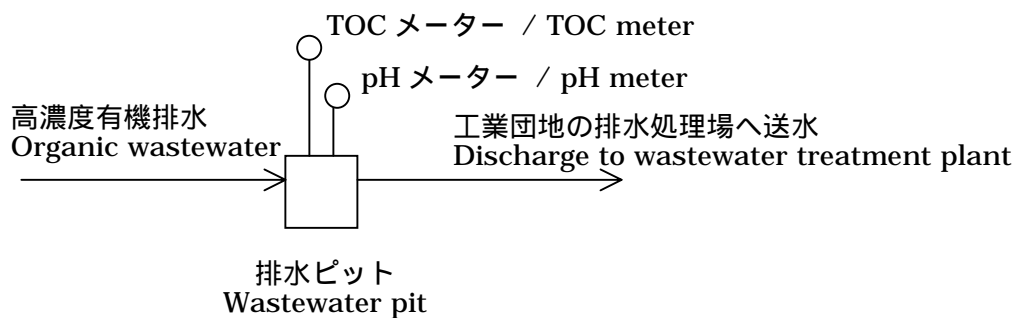 TOC メーター / TOC meter
pH メーター / pH meter
高濃度有機排水
Organic wastewater
工業団地の排水処理場へ送水
Discharge to wastewater treatment plant
排水ピット
Wastewater pit